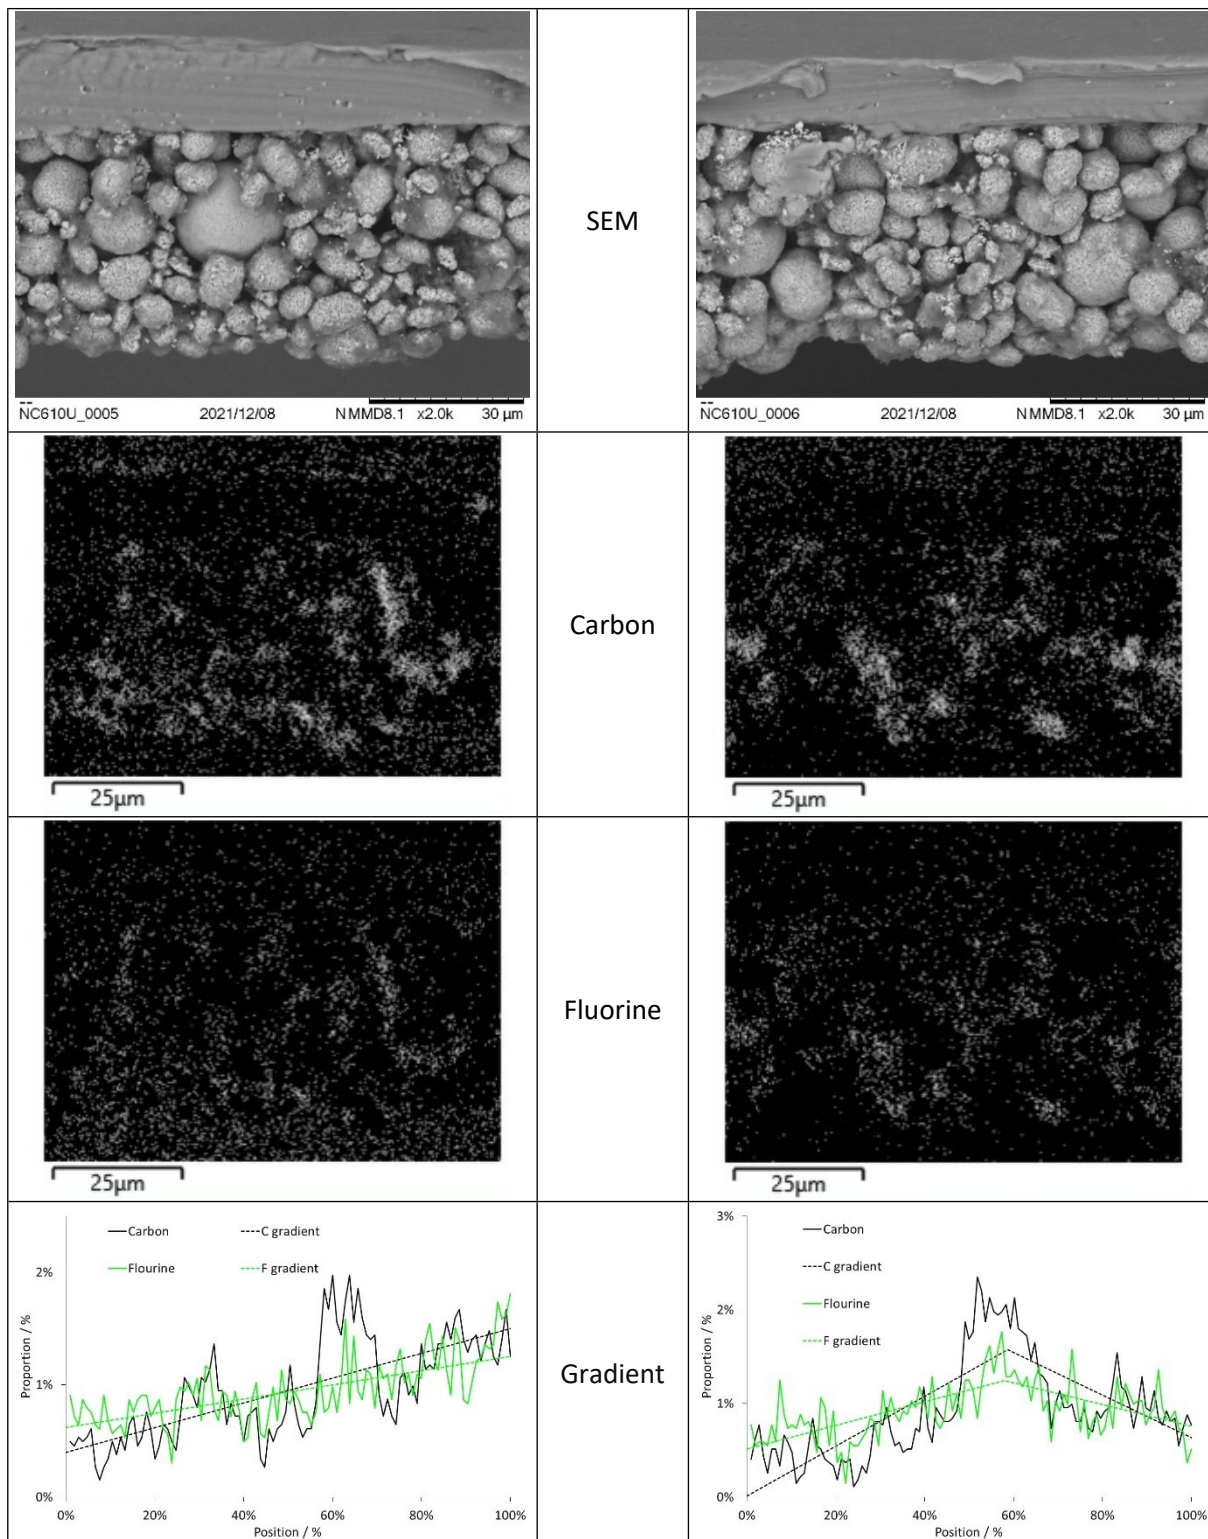 SEM
NC610U_0005 2021/12/08 NMMD8.1 x2.0k 30 µm
NC610U_0006 2021/12/08 NMMD8.1 x2.0k 30 µm
Carbon
25µm
25µm
Fluorine
25µm
25µm
Gradient
Carbon
C gradient
Flourine
F gradient
2%
1%
0%
Proportion / %
0% 20% 40% 60% 80% 100%
Position / %
Carbon
C gradient
Flourine
F gradient
3%
2%
1%
0%
Proportion / %
0% 20% 40% 60% 80% 100%
Position / %